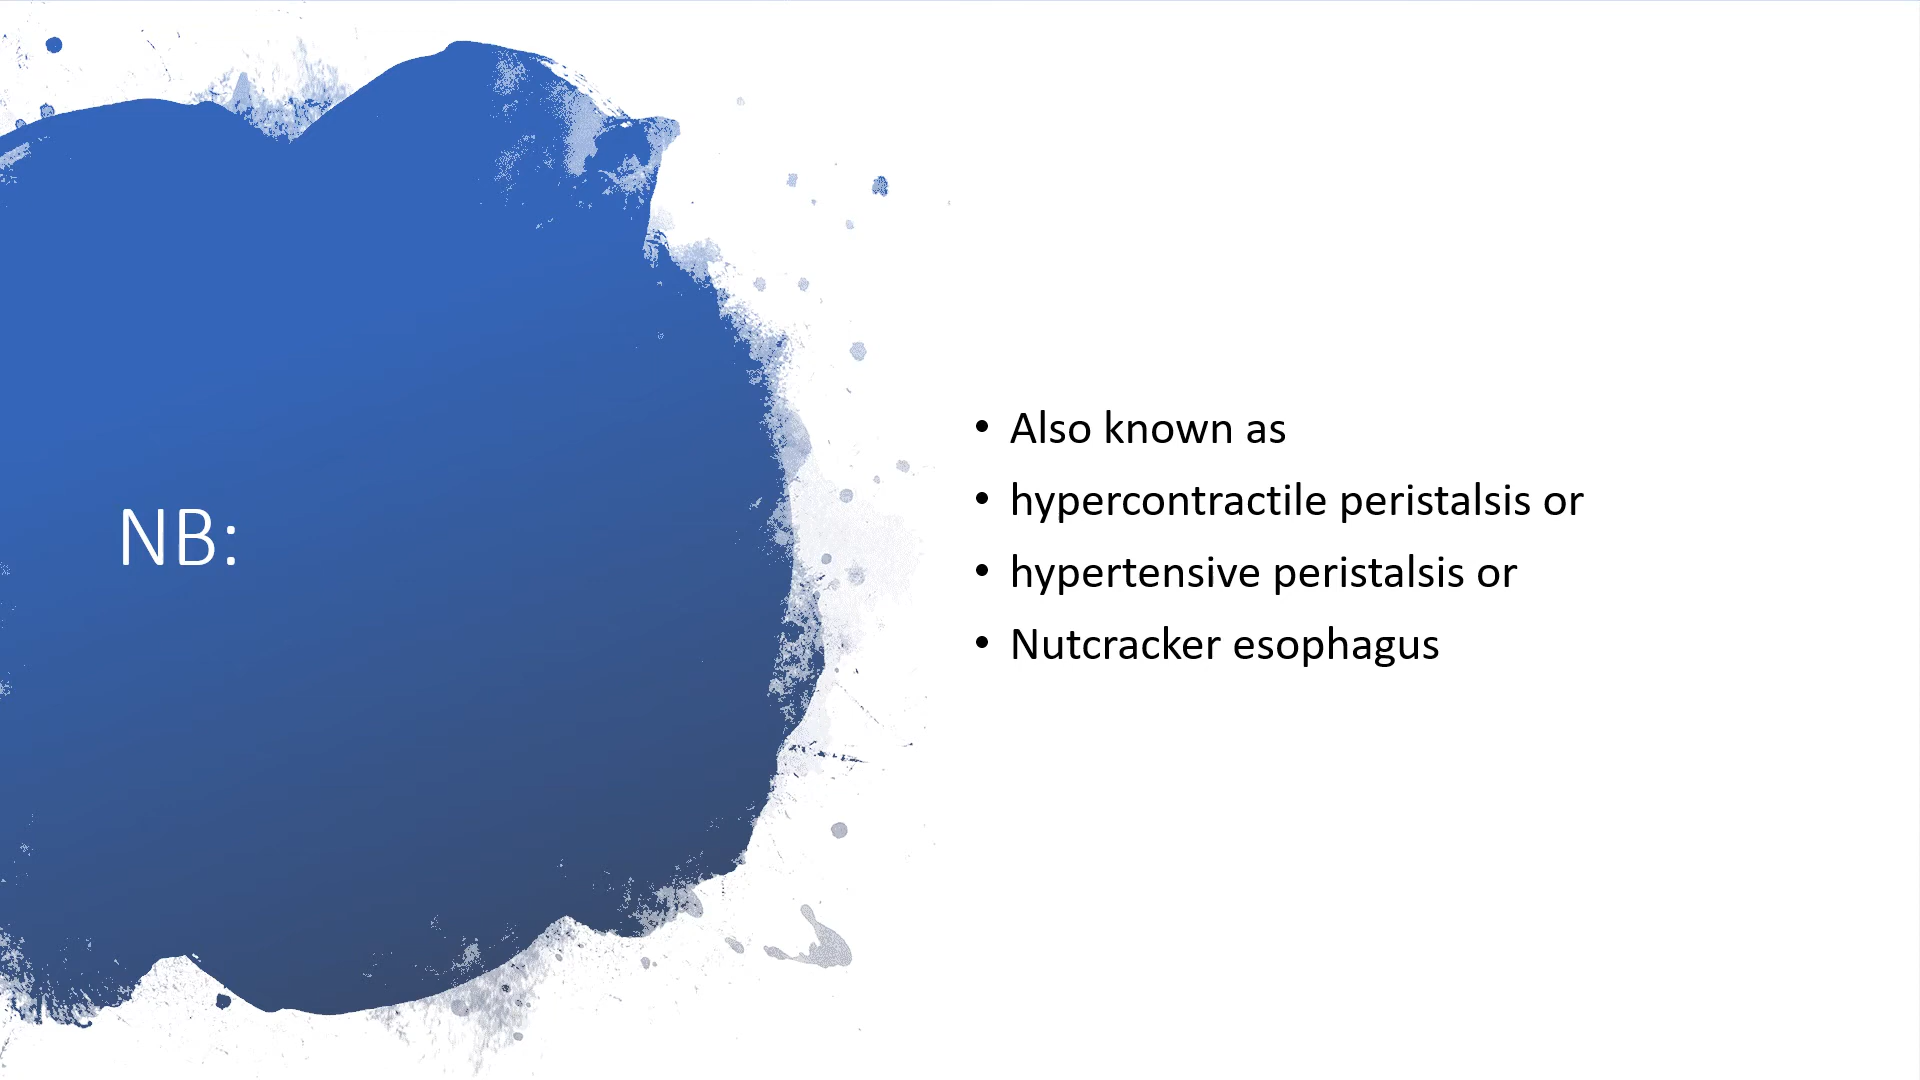 NB:
• Also known as
• hypercontractile peristalsis or
• hypertensive peristalsis or
• Nutcracker esophagus